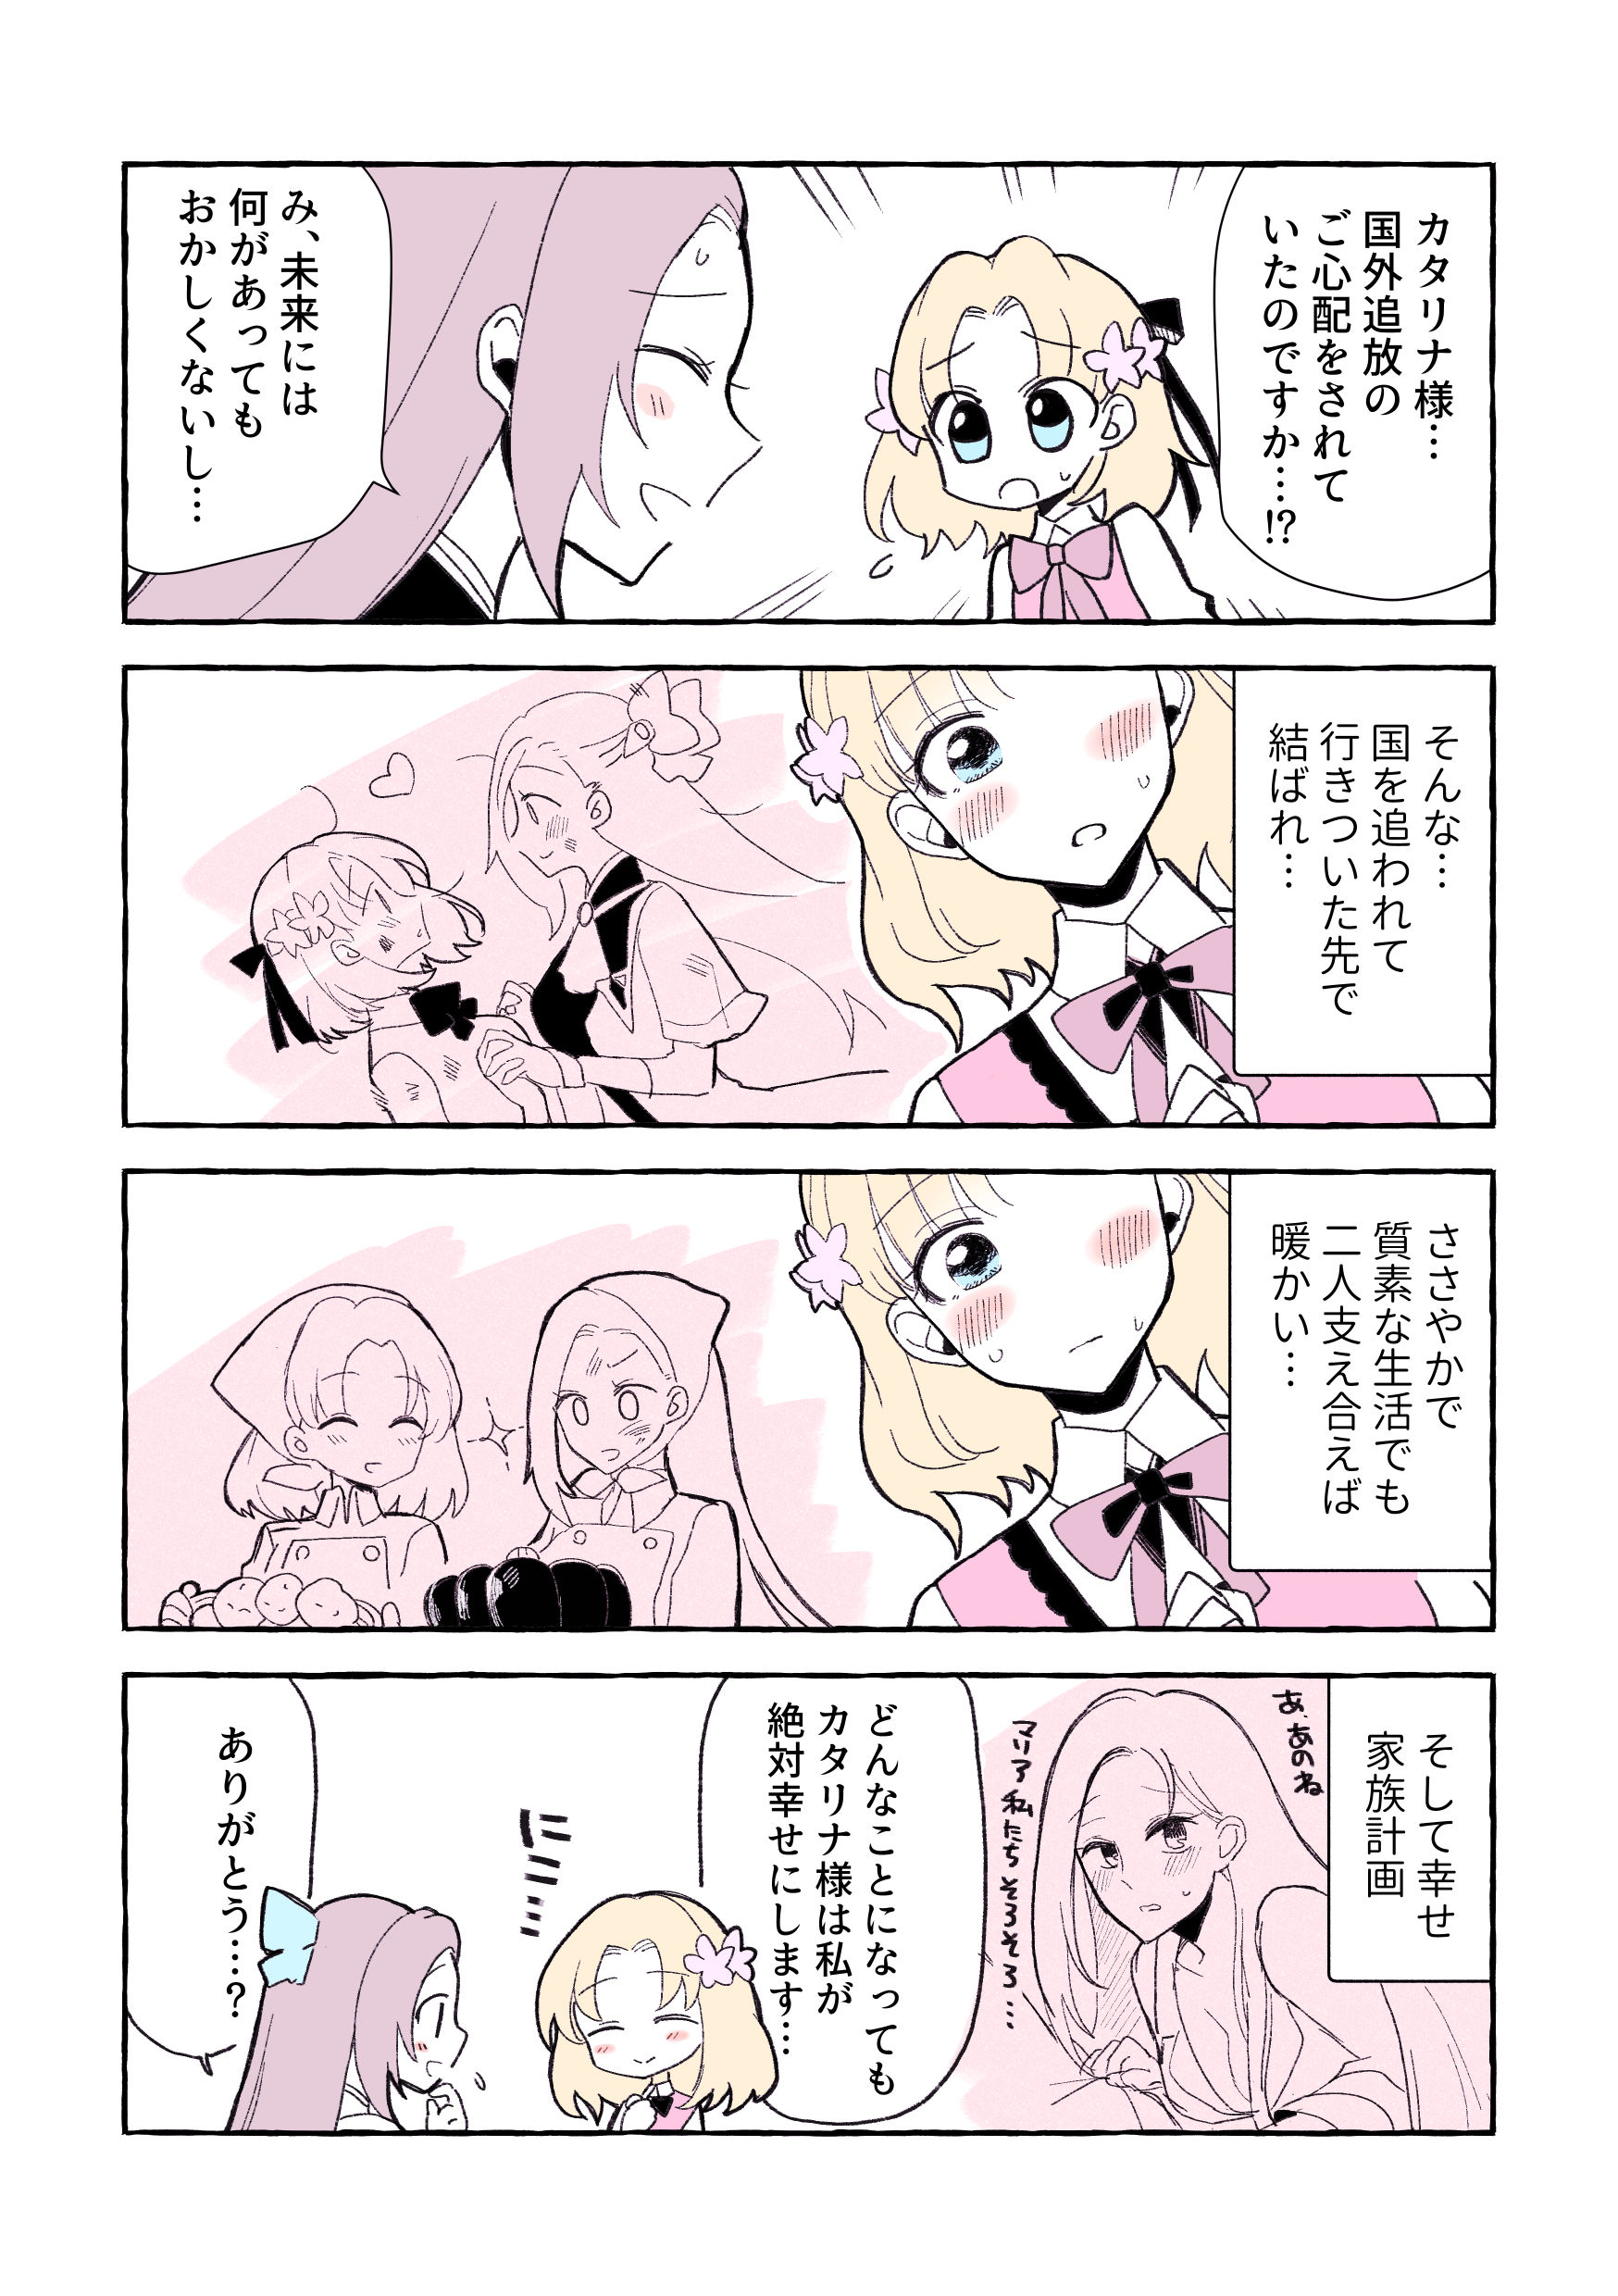 カタリナ様…
国外追放の
ご心配をされて
いたのですか…!?
み、未来には
何があっても
おかしくないし…
そんな…
国を追われて
行きついた先で
結ばれ…
ささやかで
質素な生活でも
二人支え合えば
暖かい…
そして幸せ
家族計画
あ、あのね
マリア私たちそろそろ…
どんなことになっても
カタリナ様は私が
絶対幸せにします…
にこ…
ありがとう…?